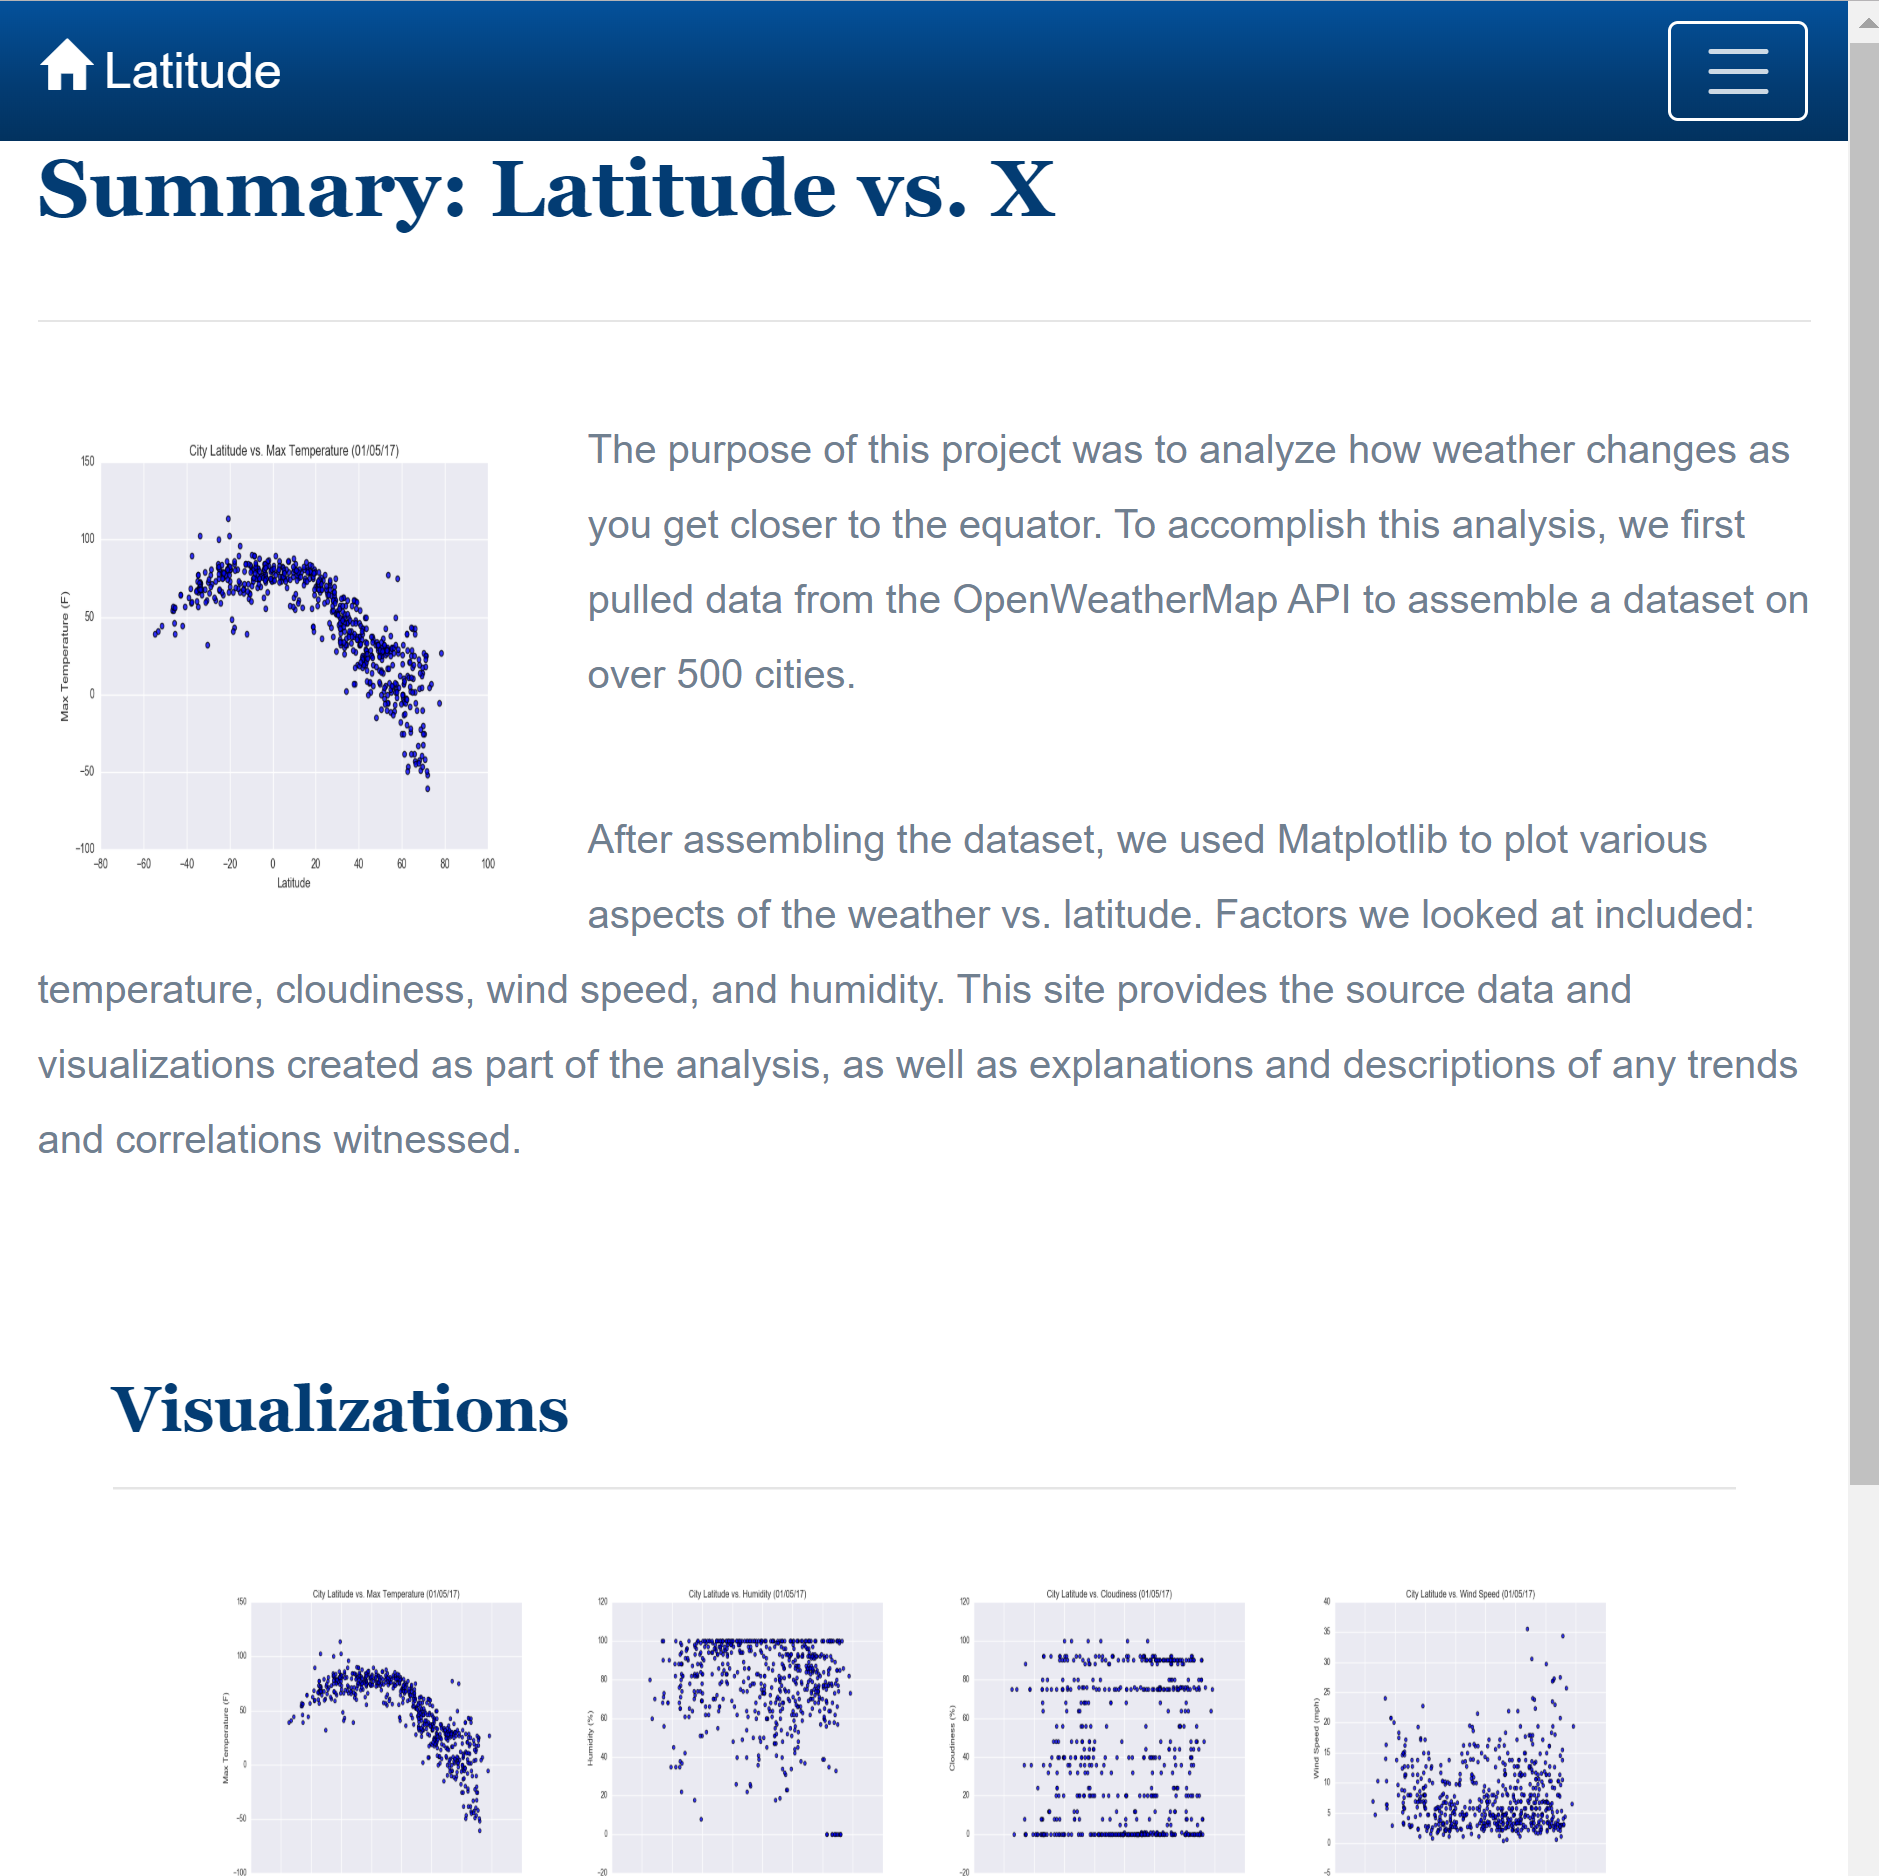 Latitude
Summary: Latitude vs. X
City Latitude vs. Max Temperature (01/05/17)
150
100
50
0
−50
−100
Max Temperature (F)
−80 −60 −40 −20 0 20 40 60 80 100
Latitude
The purpose of this project was to analyze how weather changes as
you get closer to the equator. To accomplish this analysis, we first
pulled data from the OpenWeatherMap API to assemble a dataset on
over 500 cities.
After assembling the dataset, we used Matplotlib to plot various
aspects of the weather vs. latitude. Factors we looked at included:
temperature, cloudiness, wind speed, and humidity. This site provides the source data and
visualizations created as part of the analysis, as well as explanations and descriptions of any trends
and correlations witnessed.
Visualizations
City Latitude vs. Max Temperature (01/05/17)
150
100
50
0
−50
−100
Max Temperature (F)
City Latitude vs. Humidity (01/05/17)
120
100
80
60
40
20
0
−20
Humidity (%)
City Latitude vs. Cloudiness (01/05/17)
120
100
80
60
40
20
0
−20
Cloudiness (%)
City Latitude vs. Wind Speed (01/05/17)
40
35
30
25
20
15
10
5
0
−5
Wind Speed (mph)